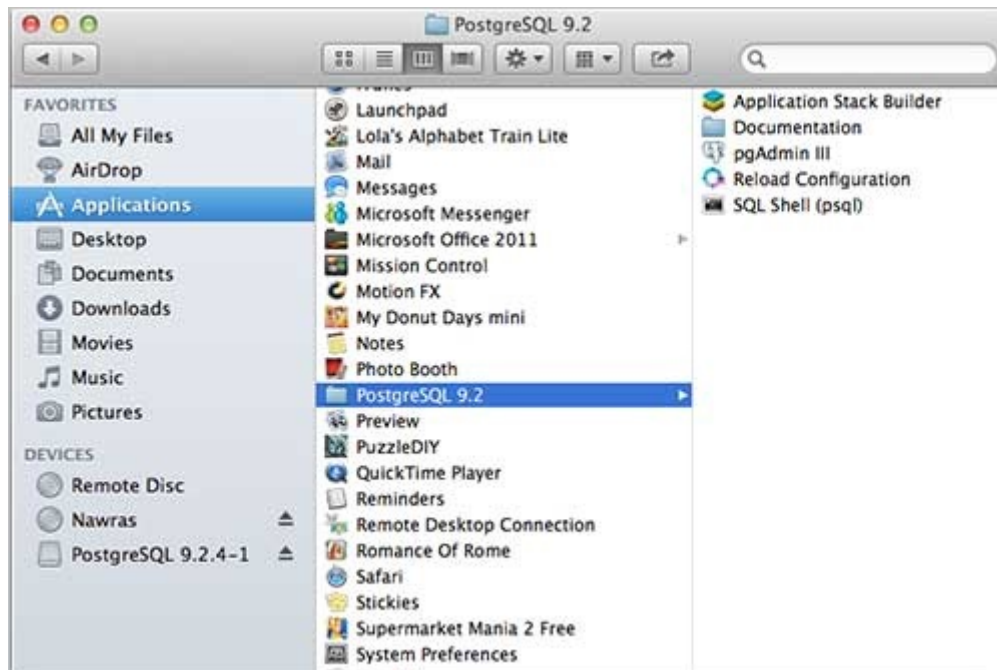 PostgreSQL 9.2
FAVORITES
All My Files
AirDrop
Applications
Desktop
Documents
Downloads
Movies
Music
Pictures
DEVICES
Remote Disc
Nawras
PostgreSQL 9.2.4-1
Launchpad
Lola's Alphabet Train Lite
Mail
Messages
Microsoft Messenger
Microsoft Office 2011
Mission Control
Motion FX
My Donut Days mini
Notes
Photo Booth
PostgreSQL 9.2
Preview
PuzzleDIY
QuickTime Player
Reminders
Remote Desktop Connection
Romance Of Rome
Safari
Stickies
Supermarket Mania 2 Free
System Preferences
Application Stack Builder
Documentation
pgAdmin III
Reload Configuration
SQL Shell (psql)